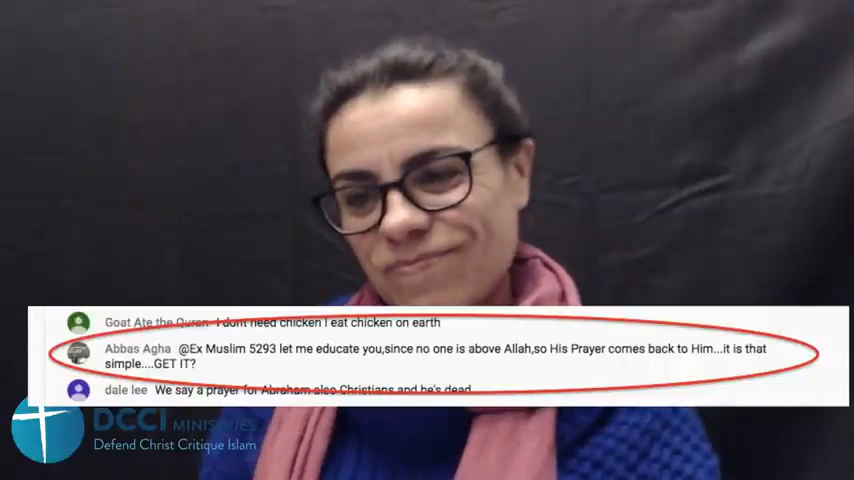 Goat Ate the Quran I dont need chicken I eat chicken on earth
Abbas Agha @Ex Muslim 5293 let me educate you,since no one is above Allah,so His Prayer comes back to Him...it is that
simple....GET IT?
dale lee We say a prayer for Abraham also Christians and he's dead
DCCI MINISTRIES
Defend Christ Critique Islam